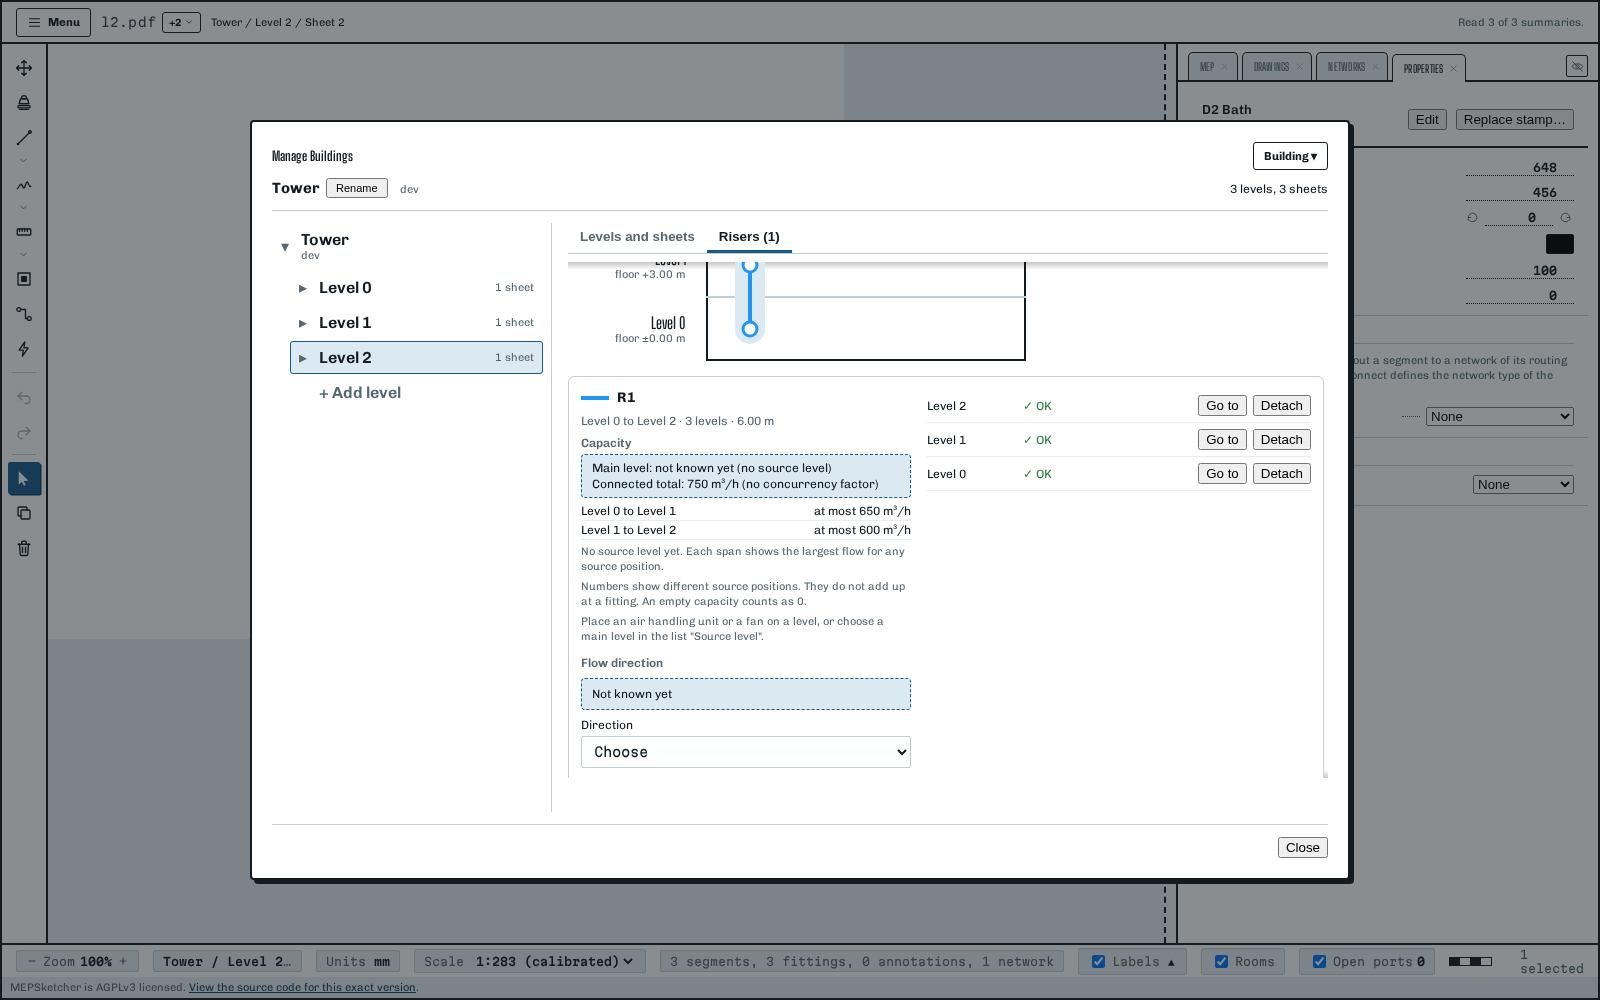 Menu
l2.pdf
+2
Tower / Level 2 / Sheet 2
Read 3 of 3 summaries.
MEP
DRAWINGS
NETWORKS
PROPERTIES
D2 Bath
Edit
Replace stamp…
648
456
0
100
0
out a segment to a network of its routing
onnect defines the network type of the
None
None
Manage Buildings
Building ▾
Tower
Rename
dev
3 levels, 3 sheets
Tower
dev
Level 0
1 sheet
Level 1
1 sheet
Level 2
1 sheet
+ Add level
Levels and sheets
Risers (1)
Level 1
floor +3.00 m
Level 0
floor ±0.00 m
R1
Level 0 to Level 2 · 3 levels · 6.00 m
Capacity
Main level: not known yet (no source level)
Connected total: 750 m³/h (no concurrency factor)
Level 0 to Level 1
at most 650 m³/h
Level 1 to Level 2
at most 600 m³/h
No source level yet. Each span shows the largest flow for any
source position.
Numbers show different source positions. They do not add up
at a fitting. An empty capacity counts as 0.
Place an air handling unit or a fan on a level, or choose a
main level in the list "Source level".
Flow direction
Not known yet
Direction
Choose
Level 2
✓ OK
Go to
Detach
Level 1
✓ OK
Go to
Detach
Level 0
✓ OK
Go to
Detach
Close
− Zoom 100% +
Tower / Level 2…
Units mm
Scale 1:283 (calibrated)
3 segments, 3 fittings, 0 annotations, 1 network
Labels ▲
Rooms
Open ports 0
1
selected
MEPSketcher is AGPLv3 licensed. View the source code for this exact version.